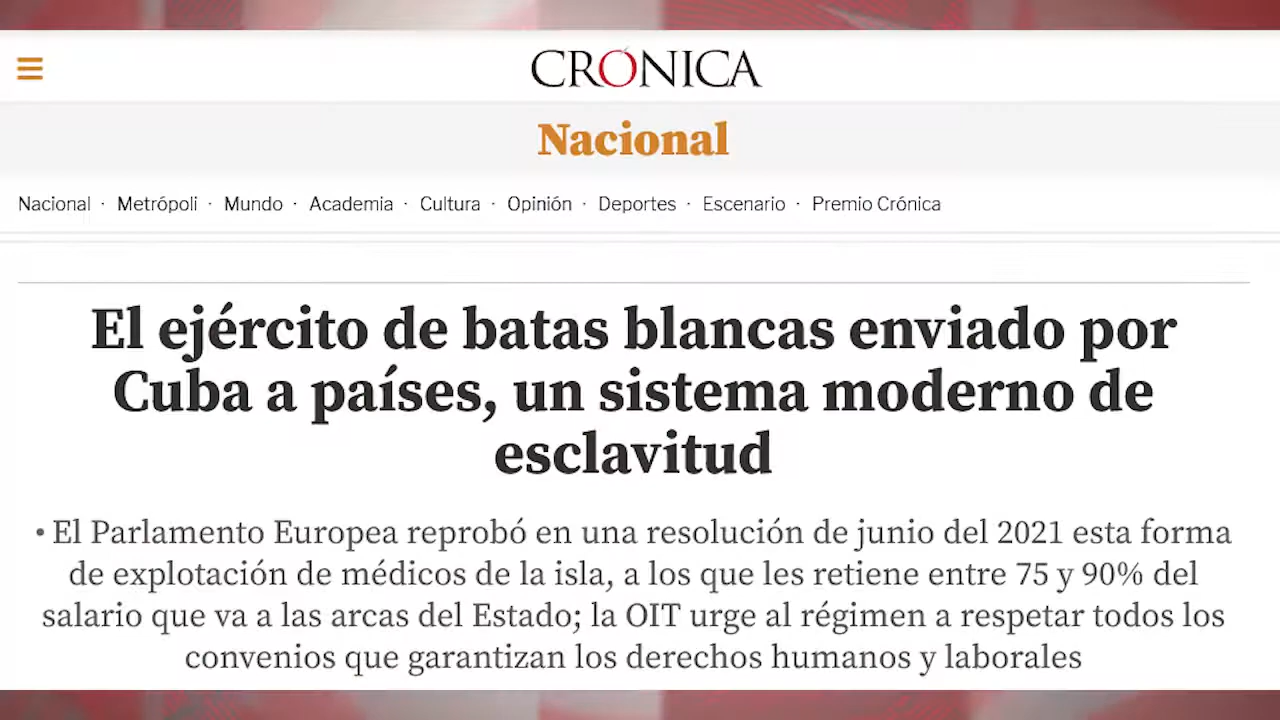 CRÓNICA
Nacional
Nacional · Metrópoli · Mundo · Academia · Cultura · Opinión · Deportes · Escenario · Premio Crónica
El ejército de batas blancas enviado por
Cuba a países, un sistema moderno de
esclavitud
• El Parlamento Europea reprobó en una resolución de junio del 2021 esta forma
de explotación de médicos de la isla, a los que les retiene entre 75 y 90% del
salario que va a las arcas del Estado; la OIT urge al régimen a respetar todos los
convenios que garantizan los derechos humanos y laborales